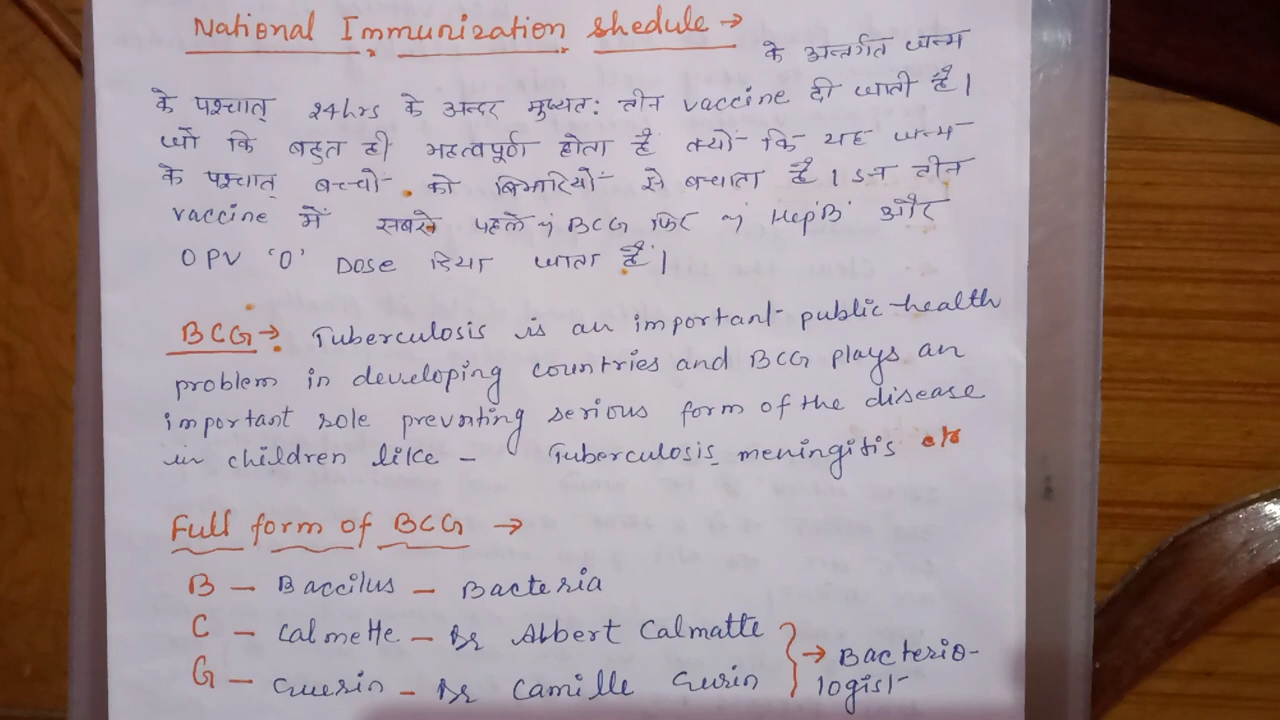 National Immunization shedule →
के अन्तर्गत जन्म
के पश्चात् 24hrs के अन्दर मुख्यत: तीन vaccine दी जाती है।
जो कि बहुत ही महत्वपूर्ण होता है क्यों कि यह जन्म
के पश्चात् बच्चों को बिमारियों से बचाता है। इन तीन
vaccine में सबसे पहले BCG फिर HepB और
OPV '0' DOSE दिया जाता है।
BCG → Tuberculosis is an important public health
problem in developing countries and BCG plays an
important role prevnting serious form of the disease
in children like - Tuberculosis meningitis etc
Full form of BCG →
B - Baccilus - Bacteria
C - Calmette - Dr Albert Calmatte
G - Guerin - Dr Camille Gurin } → Bacterio-
logist